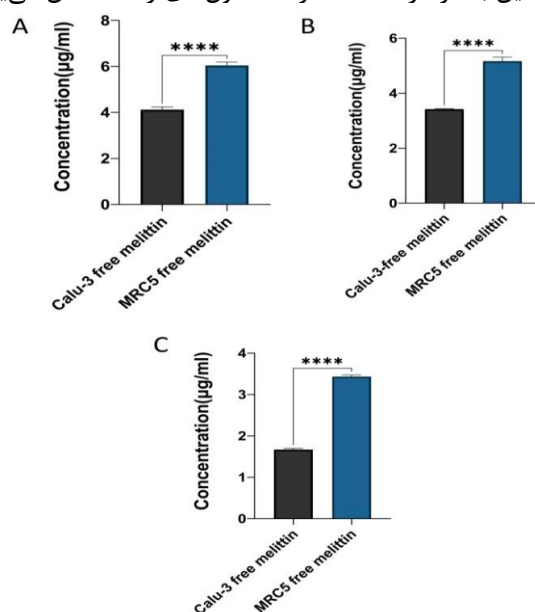 A
Concentration(µg/ml)
8
6
4
2
0
****
Calu-3 free melittin
MRC5 free melittin
B
Concentration(µg/ml)
6
4
2
0
****
Calu-3-free melittin
MRC5 free melittin
C
Concentration(µg/ml)
4
3
2
1
0
****
Calu-3 free melittin
MRC5 free melittin